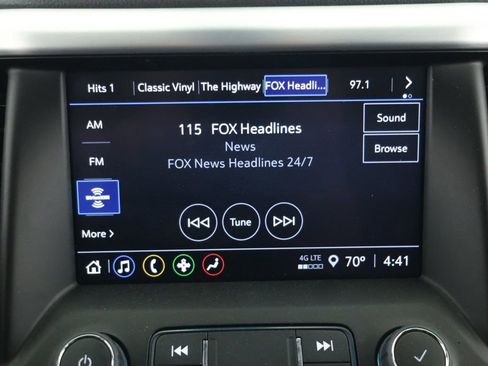 Hits 1 Classic Vinyl The Highway FOX Headli... 97.1
AM
115 FOX Headlines
Sound
News
Browse
FM
FOX News Headlines 24/7
SiriusXM
Tune
More >
4G LTE
70° 4:41